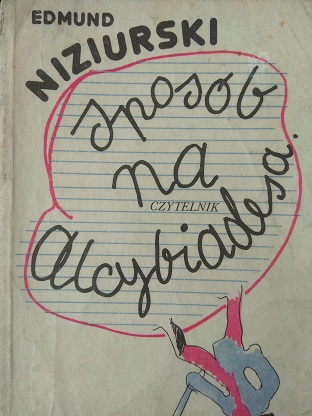 EDMUND
NIZIURSKI
sposób
na
CZYTELNIK
Alcybiadesa.